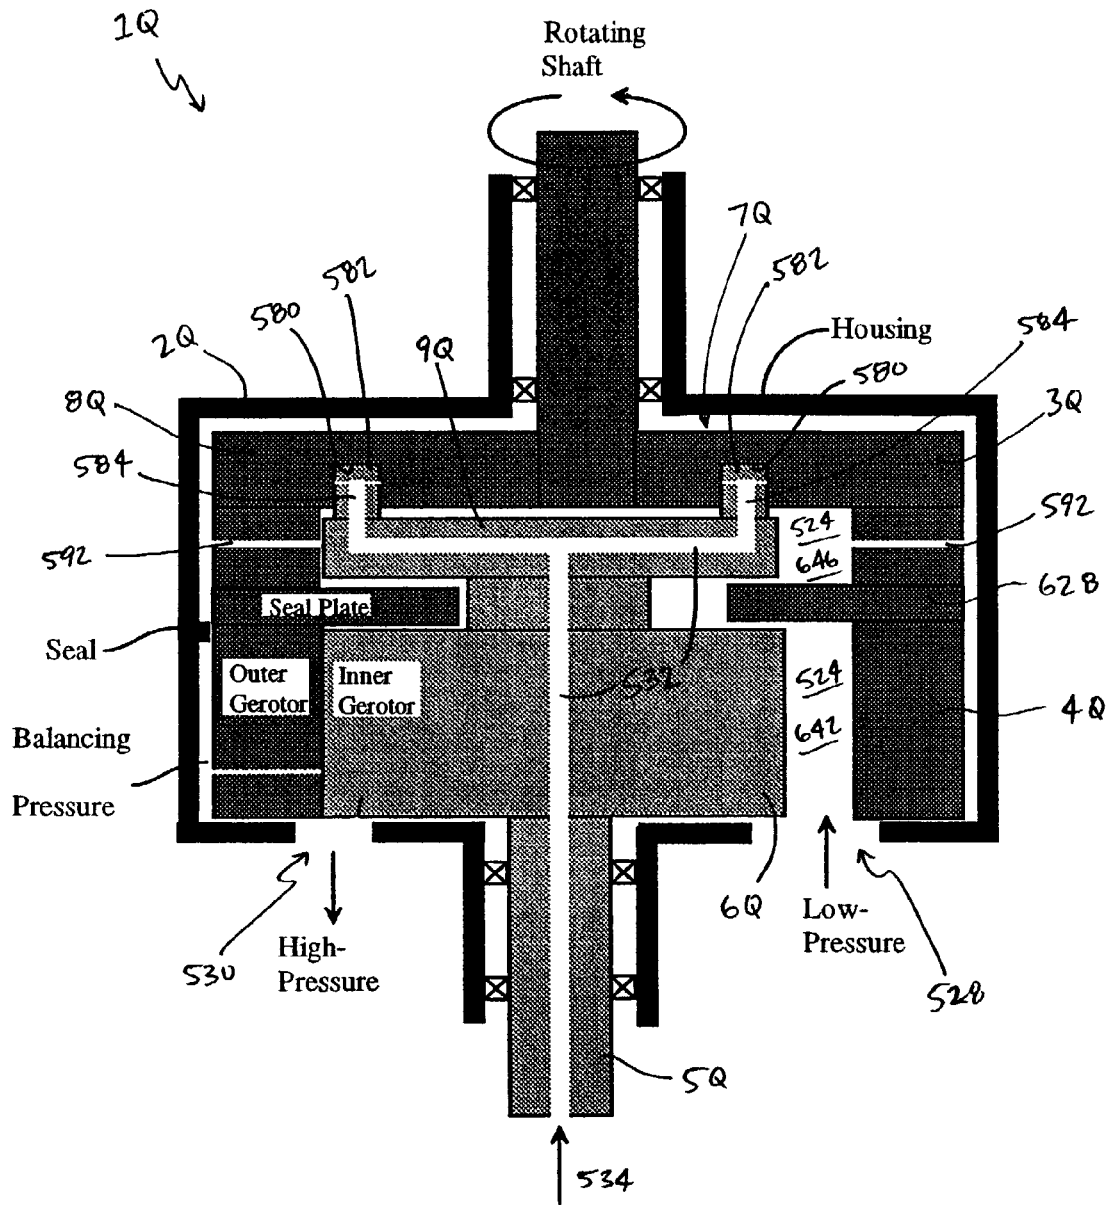 1Q
Rotating
Shaft
7Q
582
582
580
Housing
584
2Q
9Q
580
8Q
3Q
584
524
592
592
646
628
Seal Plate
Seal
Outer
Gerotor
Inner
Gerotor
532
524
642
4Q
Balancing
Pressure
6Q
Low-
Pressure
High-
Pressure
530
528
5Q
534